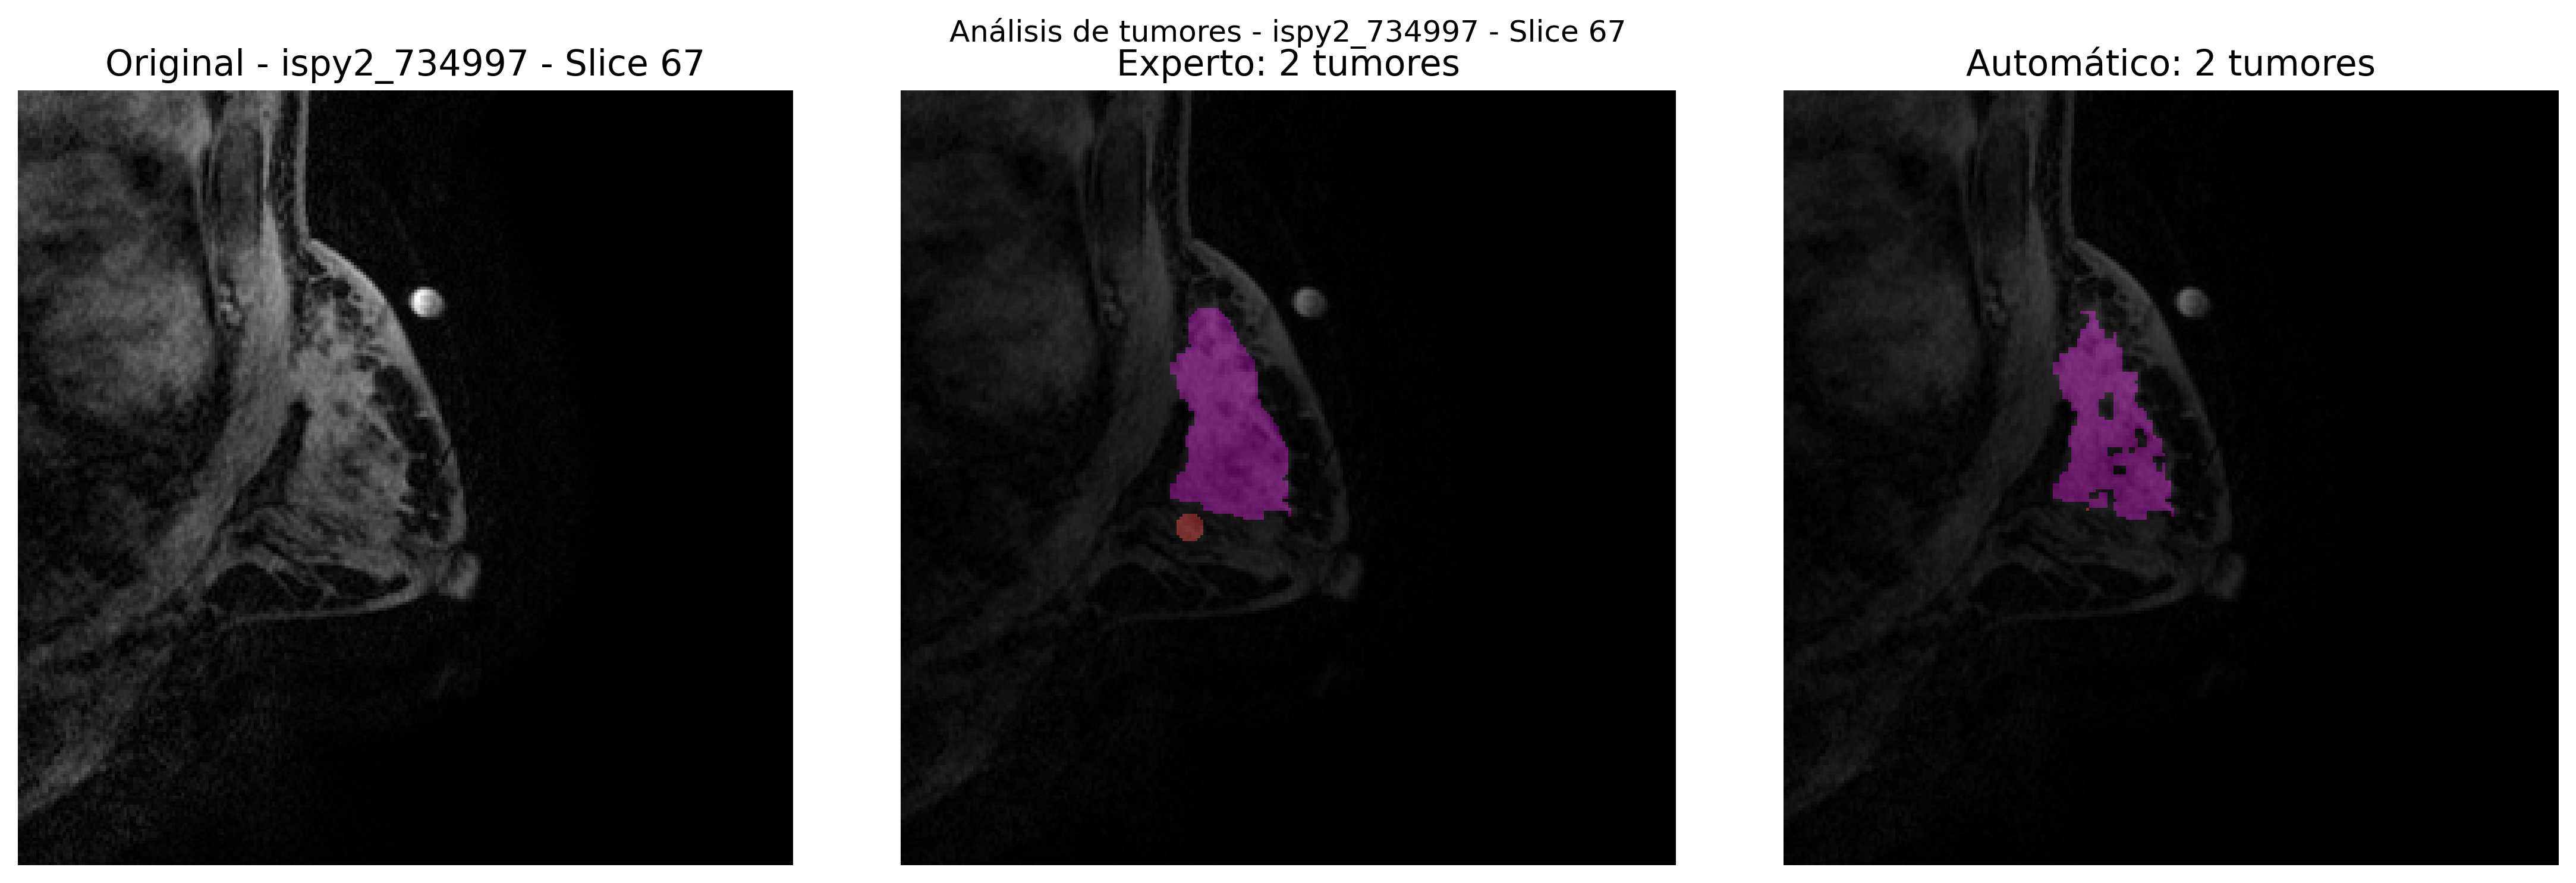 Análisis de tumores - ispy2_734997 - Slice 67
Original - ispy2_734997 - Slice 67
Experto: 2 tumores
Automático: 2 tumores